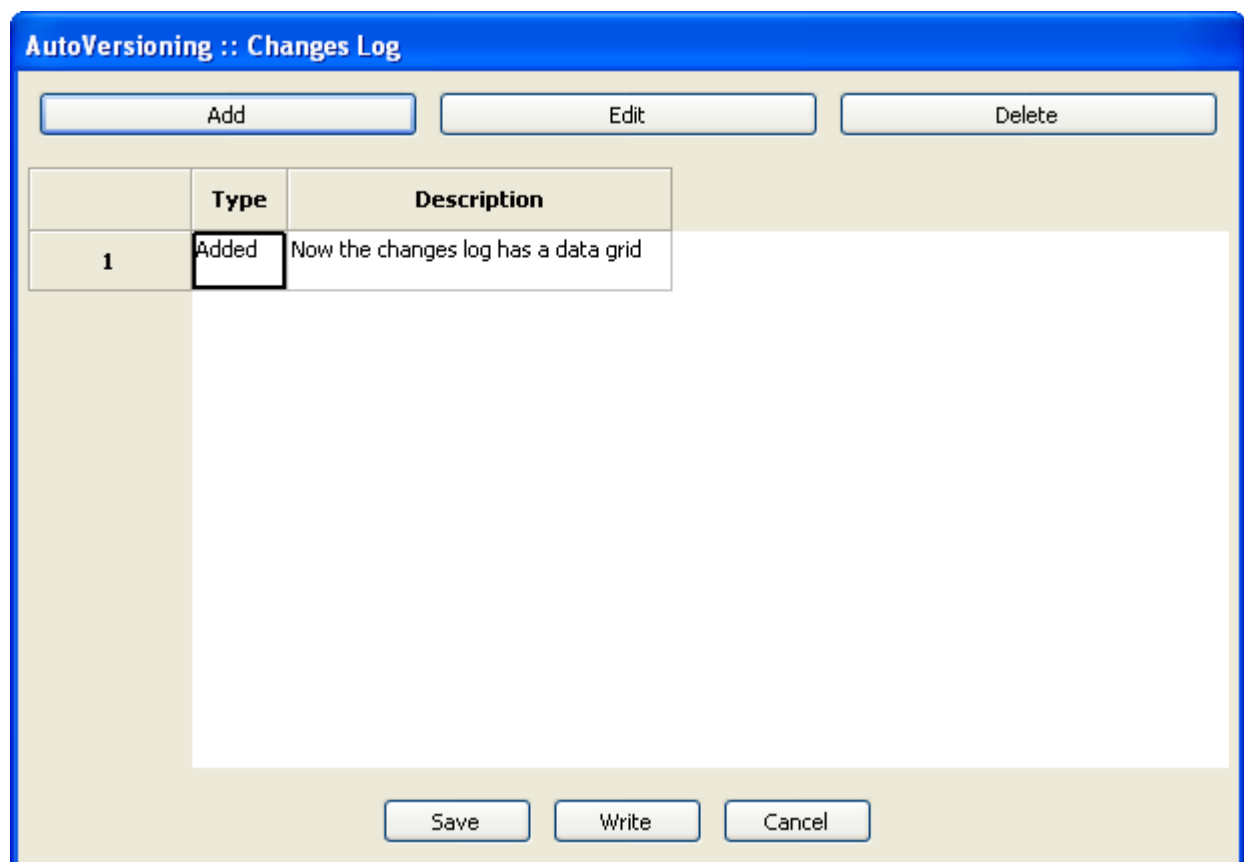 AutoVersioning :: Changes Log
Add Edit Delete
Type Description
1 Added Now the changes log has a data grid
Save Write Cancel